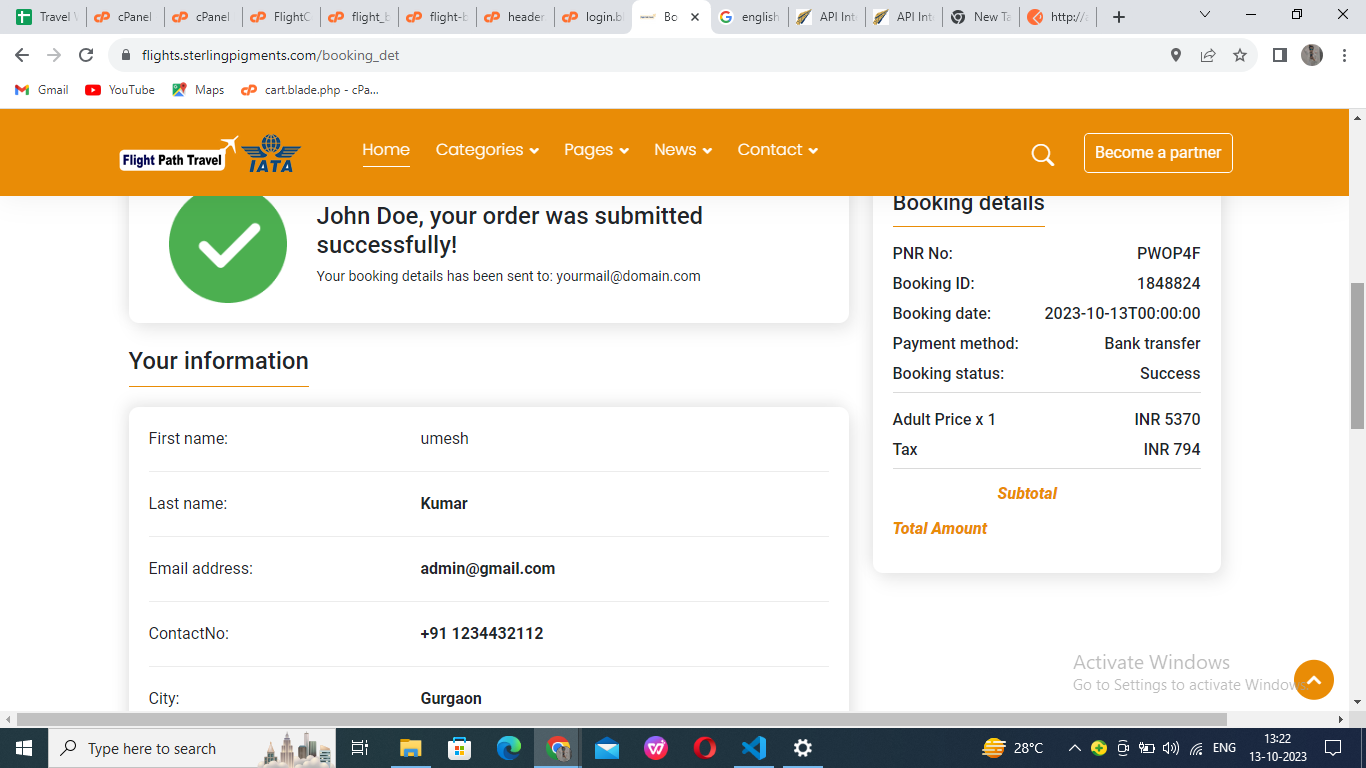 Travel V
cPanel
cPanel
FlightC
flight_b
flight-b
header
login.bl
Bo
english
API Inte
API Inte
New Ta
http://a
flights.sterlingpigments.com/booking_det
Gmail
YouTube
Maps
cart.blade.php - cPa...
Flight Path Travel
IATA
Home
Categories
Pages
News
Contact
Become a partner
John Doe, your order was submitted
successfully!
Your booking details has been sent to: yourmail@domain.com
Your information
First name: umesh
Last name: Kumar
Email address: admin@gmail.com
ContactNo: +91 1234432112
City: Gurgaon
Booking details
PNR No: PWOP4F
Booking ID: 1848824
Booking date: 2023-10-13T00:00:00
Payment method: Bank transfer
Booking status: Success
Adult Price x 1 INR 5370
Tax INR 794
Subtotal
Total Amount
Activate Windows
Go to Settings to activate Windows
Type here to search
28°C
ENG
13:22
13-10-2023